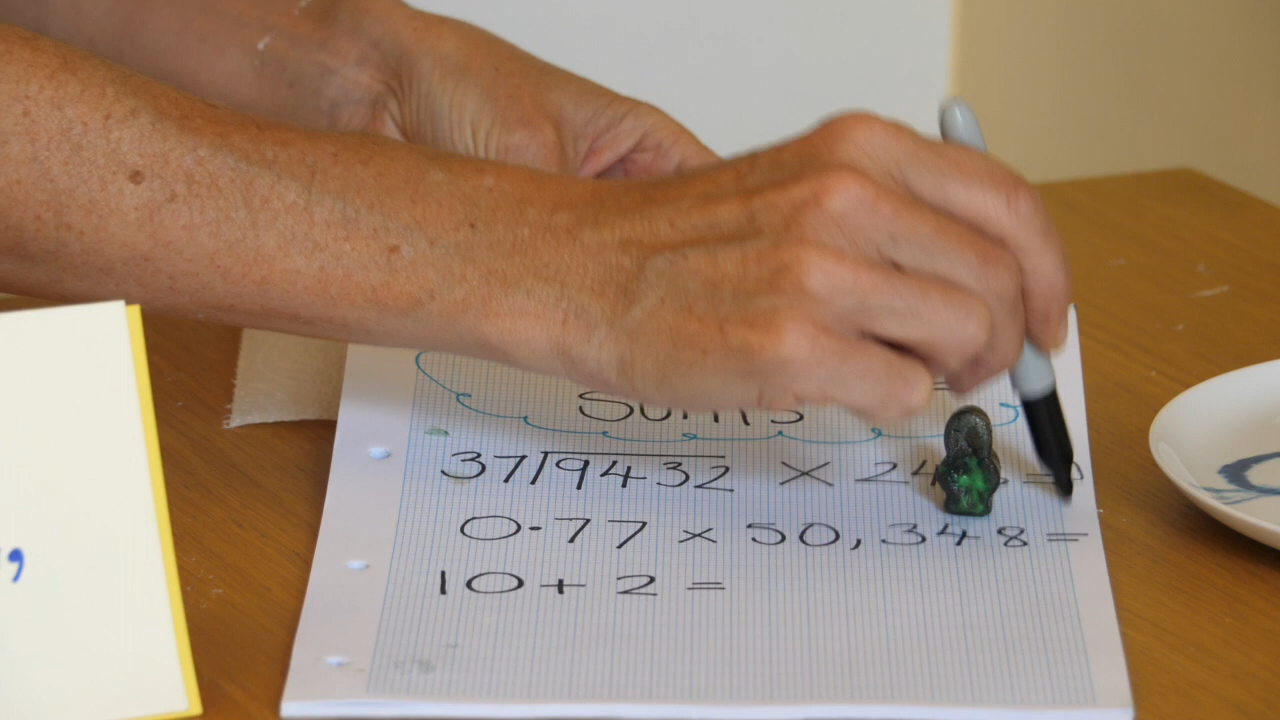 Sums
37)9432 × 24 =
0·77 × 50,348 =
10 + 2 =